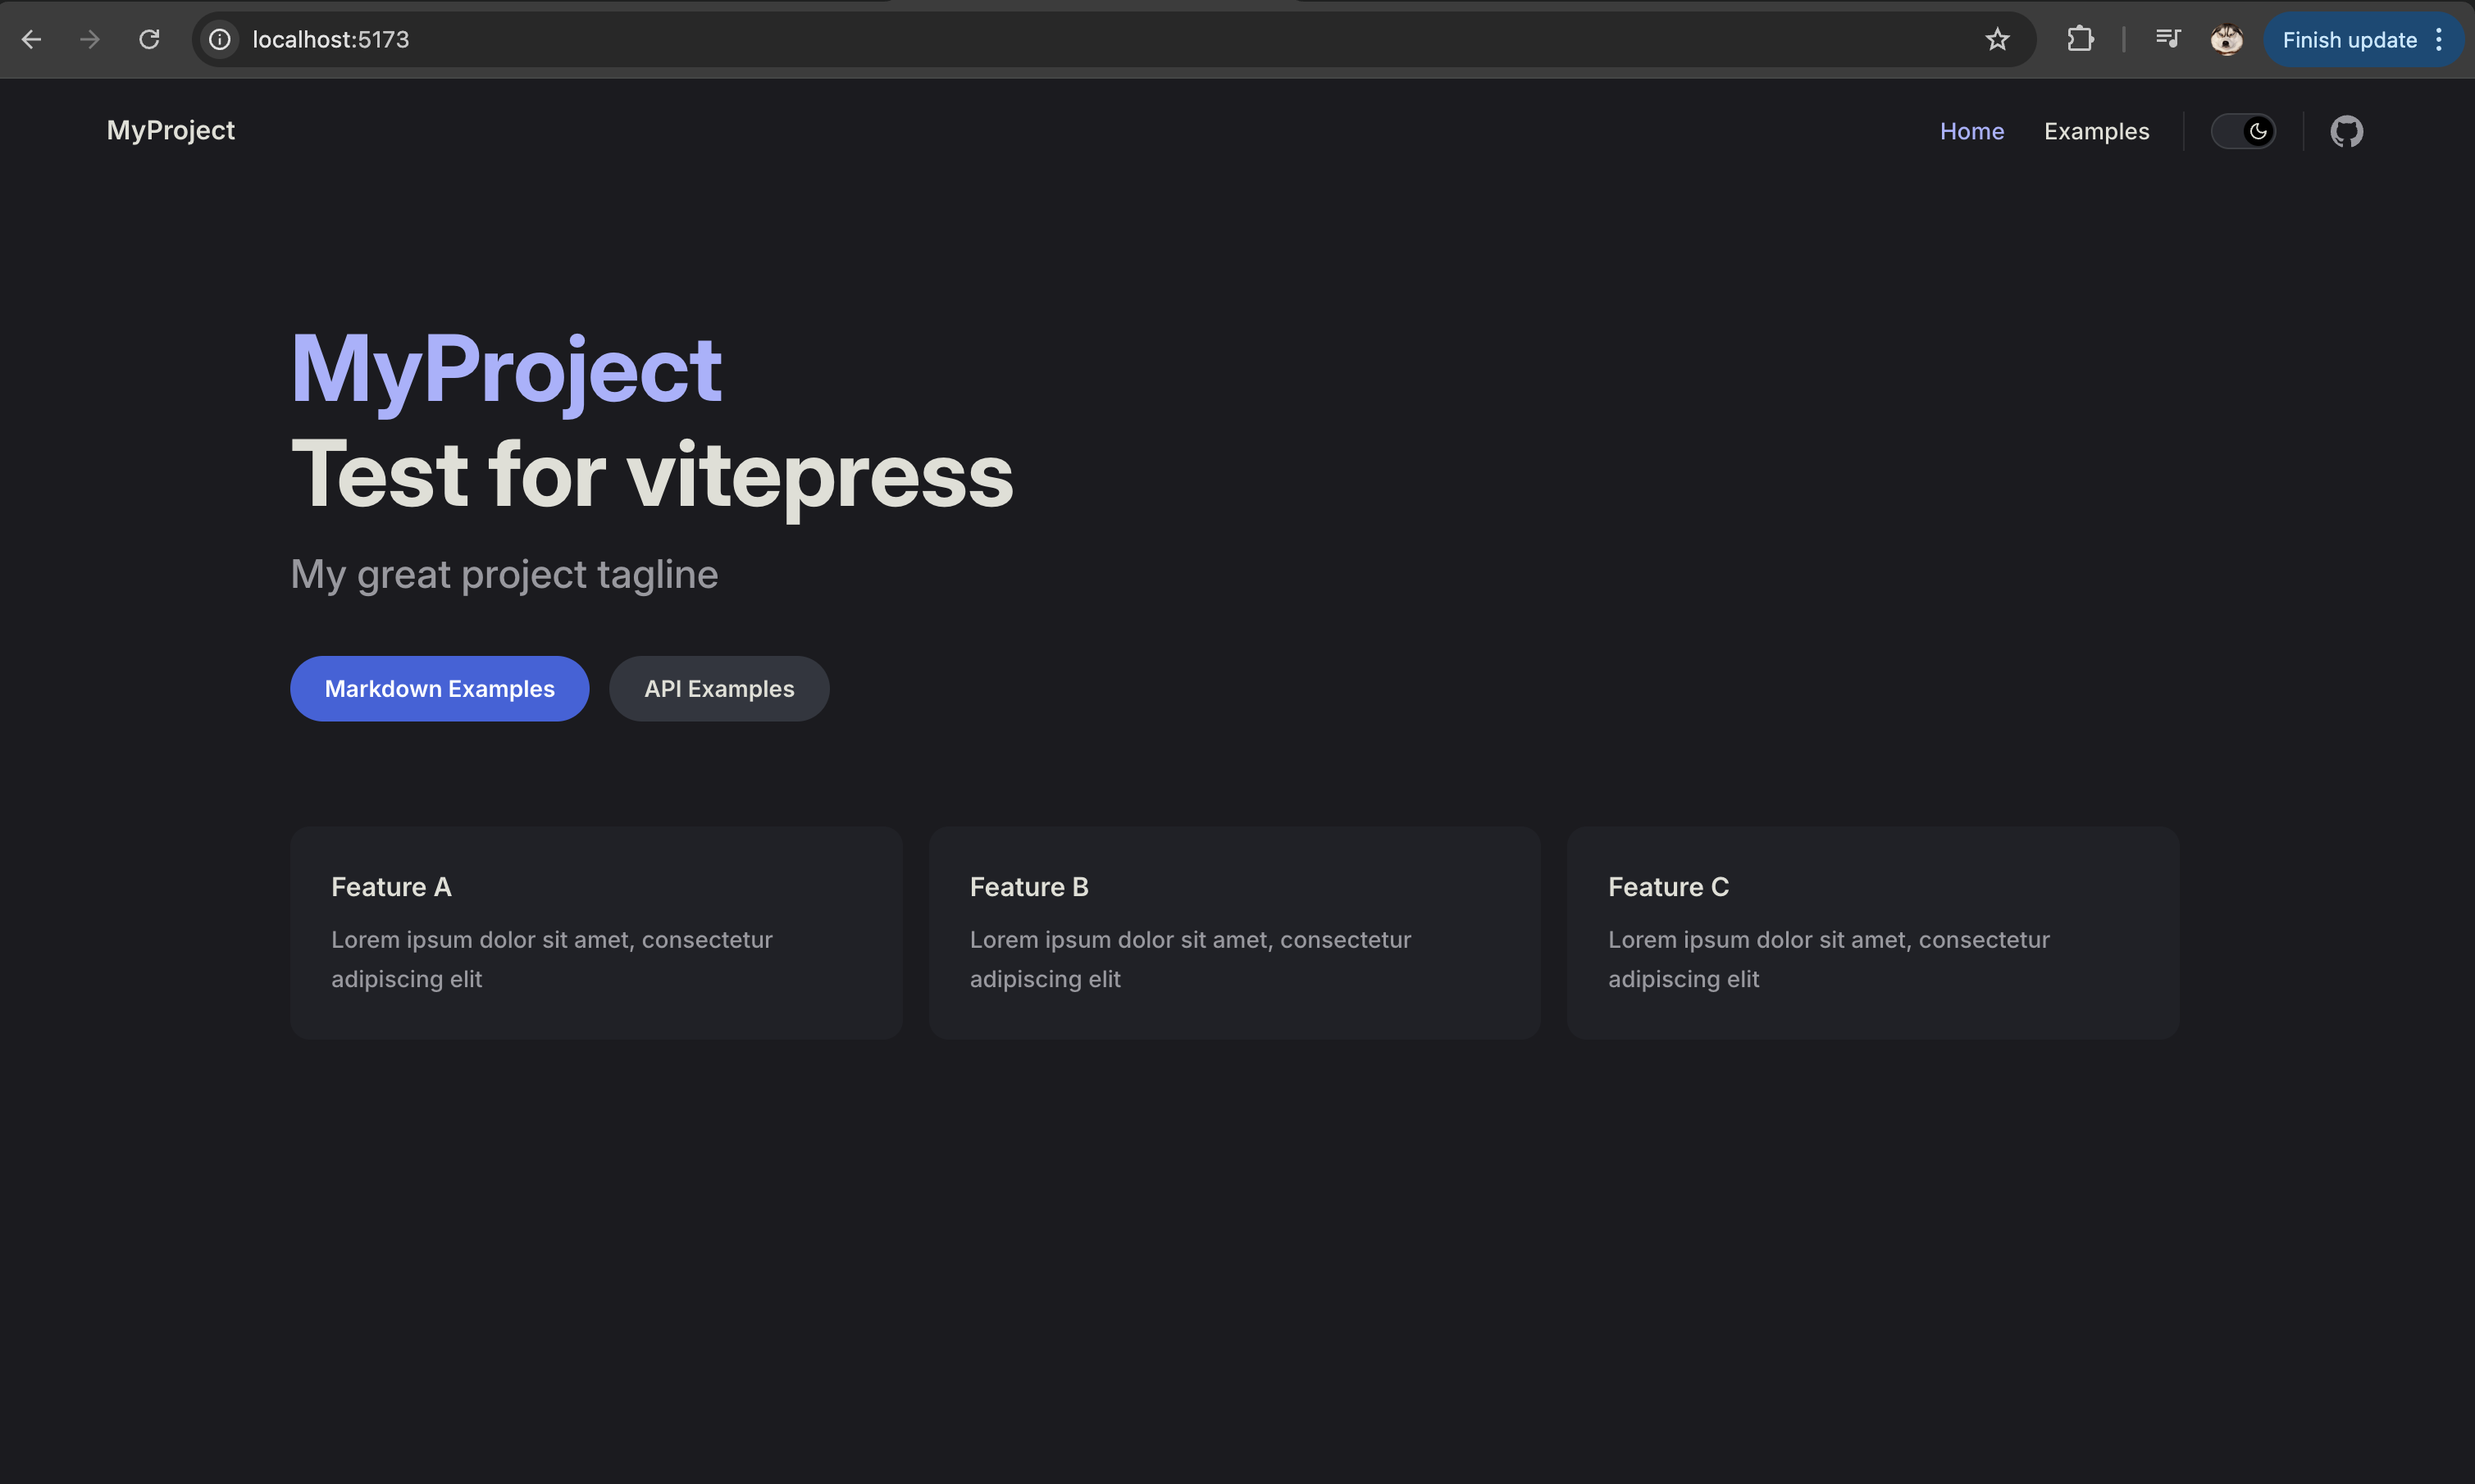 localhost:5173
Finish update
MyProject
Home
Examples
MyProject
Test for vitepress
My great project tagline
Markdown Examples
API Examples
Feature A
Lorem ipsum dolor sit amet, consectetur
adipiscing elit
Feature B
Lorem ipsum dolor sit amet, consectetur
adipiscing elit
Feature C
Lorem ipsum dolor sit amet, consectetur
adipiscing elit